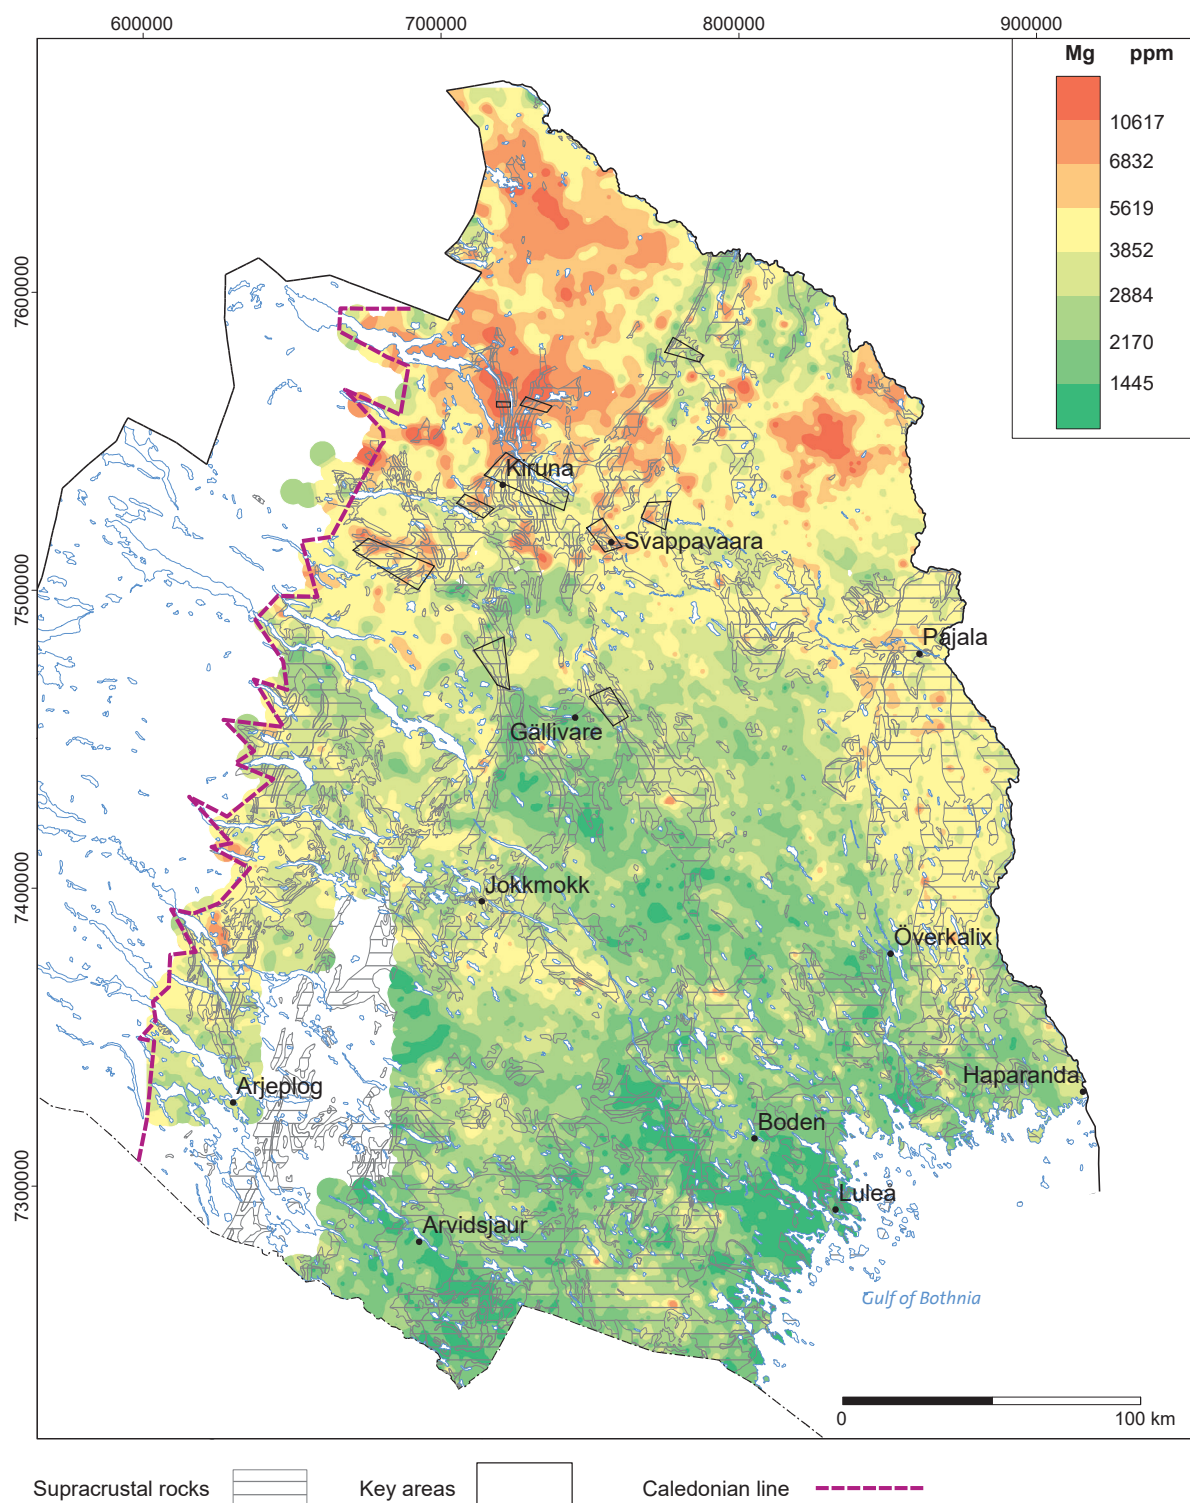 600000 700000 800000 900000
Mg ppm
10617
6832
5619
3852
2884
2170
1445
7600000
7500000
7400000
7300000
Kiruna
Svappavaara
Pajala
Gällivare
Jokkmokk
Överkalix
Arjeplog
Haparanda
Boden
Luleå
Arvidsjaur
Gulf of Bothnia
0 100 km
Supracrustal rocks Key areas Caledonian line